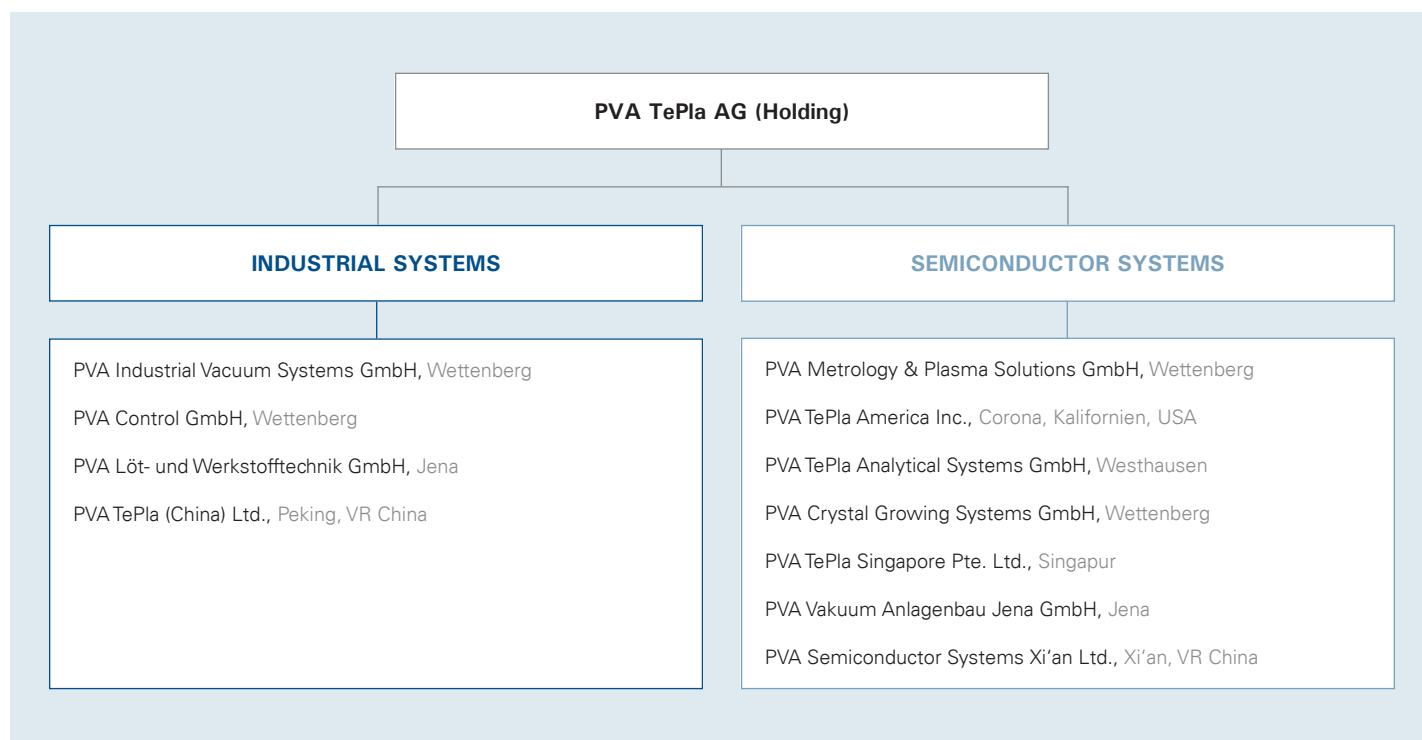 PVA TePla AG (Holding)
INDUSTRIAL SYSTEMS
PVA Industrial Vacuum Systems GmbH, Wettenberg
PVA Control GmbH, Wettenberg
PVA Löt- und Werkstofftechnik GmbH, Jena
PVA TePla (China) Ltd., Peking, VR China
SEMICONDUCTOR SYSTEMS
PVA Metrology & Plasma Solutions GmbH, Wettenberg
PVA TePla America Inc., Corona, Kalifornien, USA
PVA TePla Analytical Systems GmbH, Westhausen
PVA Crystal Growing Systems GmbH, Wettenberg
PVA TePla Singapore Pte. Ltd., Singapur
PVA Vakuum Anlagenbau Jena GmbH, Jena
PVA Semiconductor Systems Xi’an Ltd., Xi’an, VR China